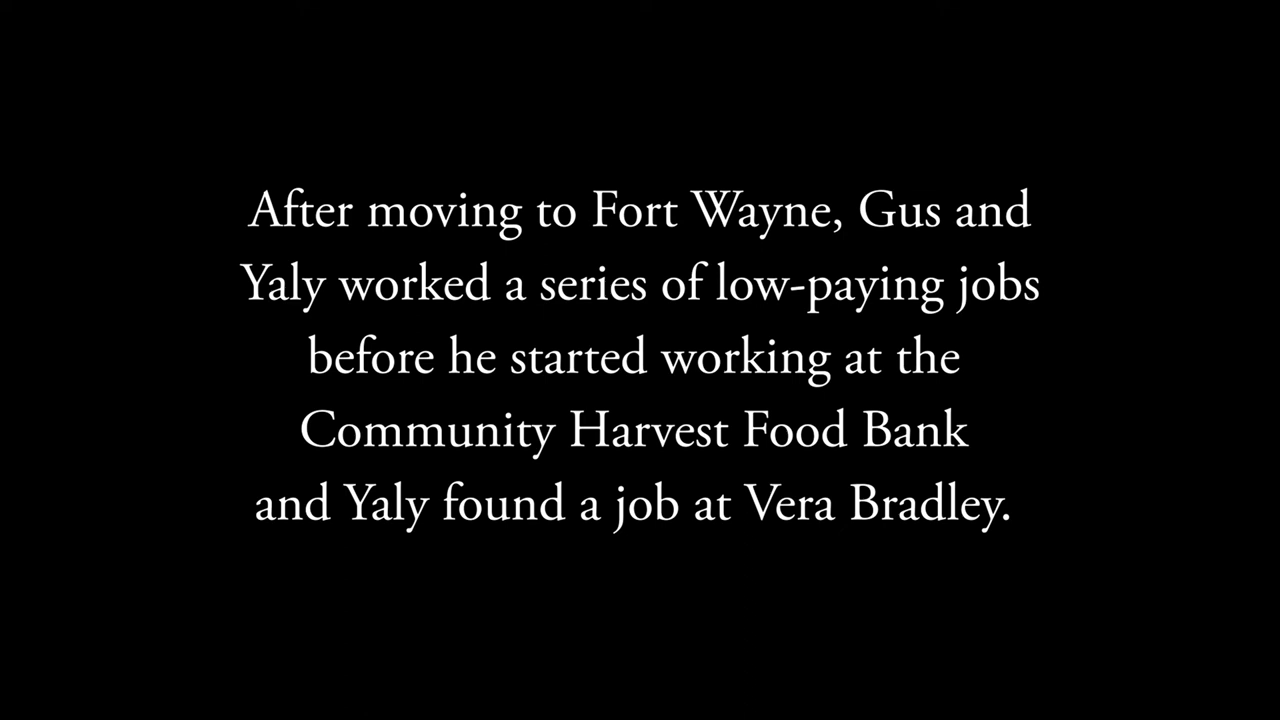 After moving to Fort Wayne, Gus and
Yaly worked a series of low-paying jobs
before he started working at the
Community Harvest Food Bank
and Yaly found a job at Vera Bradley.